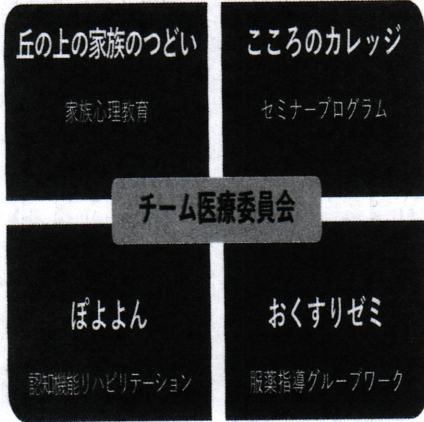 丘の上の家族のつどい
家族心理教育
こころのカレッジ
セミナープログラム
チーム医療委員会
ぽよよん
認知機能リハビリテーション
おくすりゼミ
服薬指導グループワーク